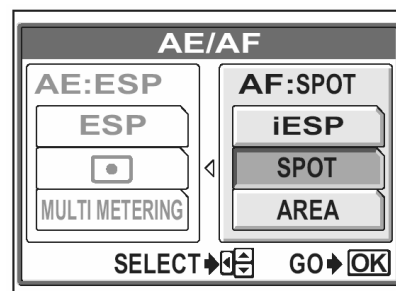 AE/AF
AE:ESP
ESP
MULTI METERING
AF:SPOT
iESP
SPOT
AREA
SELECT GO OK